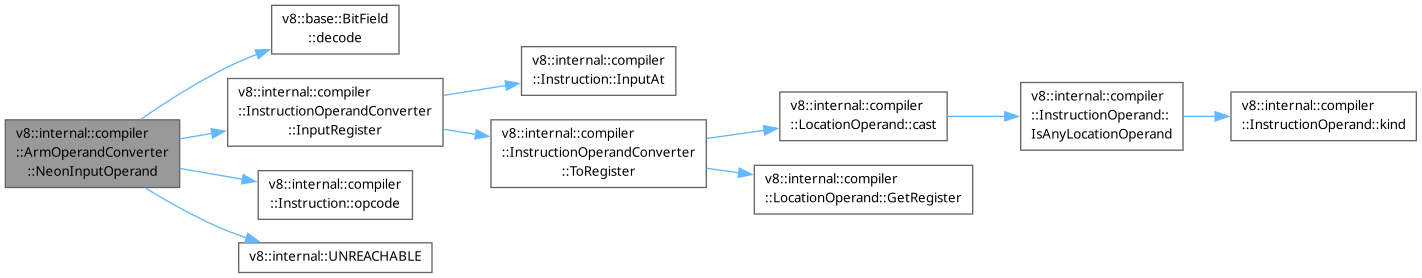 v8::internal::compiler
::ArmOperandConverter
::NeonInputOperand
v8::base::BitField
::decode
v8::internal::compiler
::InstructionOperandConverter
::InputRegister
v8::internal::compiler
::Instruction::opcode
v8::internal::UNREACHABLE
v8::internal::compiler
::Instruction::InputAt
v8::internal::compiler
::InstructionOperandConverter
::ToRegister
v8::internal::compiler
::LocationOperand::cast
v8::internal::compiler
::LocationOperand::GetRegister
v8::internal::compiler
::InstructionOperand::
IsAnyLocationOperand
v8::internal::compiler
::InstructionOperand::kind